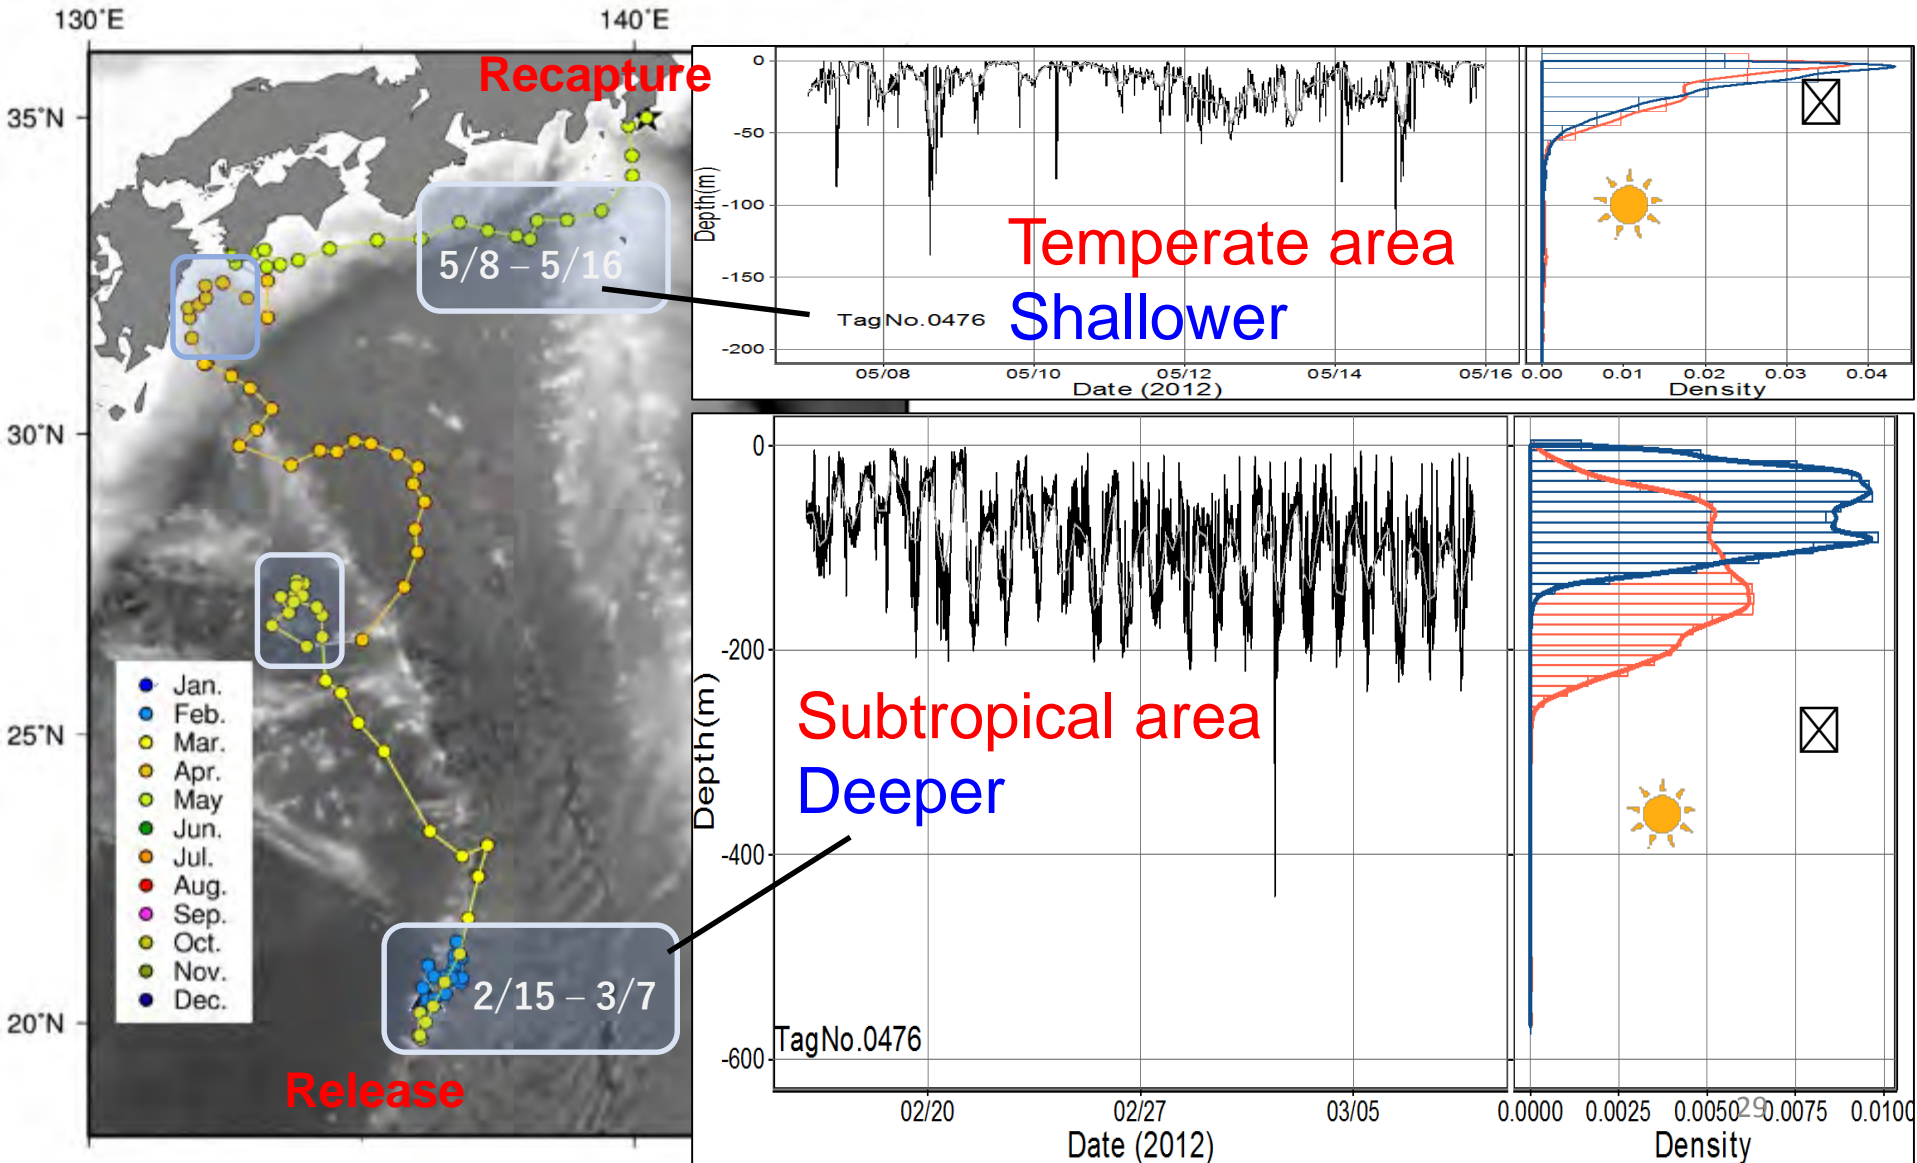 130°E
140°E
35°N
30°N
25°N
20°N
Recapture
5/8 – 5/16
2/15 – 3/7
Release
Jan.
Feb.
Mar.
Apr.
May
Jun.
Jul.
Aug.
Sep.
Oct.
Nov.
Dec.
Depth(m)
0
-50
-100
-150
-200
Temperate area
Shallower
TagNo.0476
05/08
05/10
05/12
05/14
05/16
Date (2012)
0.00
0.01
0.02
0.03
0.04
Density
Depth(m)
0
-200
-400
-600
Subtropical area
Deeper
TagNo.0476
02/20
02/27
03/05
Date (2012)
0.0000
0.0025
0.0050
0.0075
0.0100
Density
29